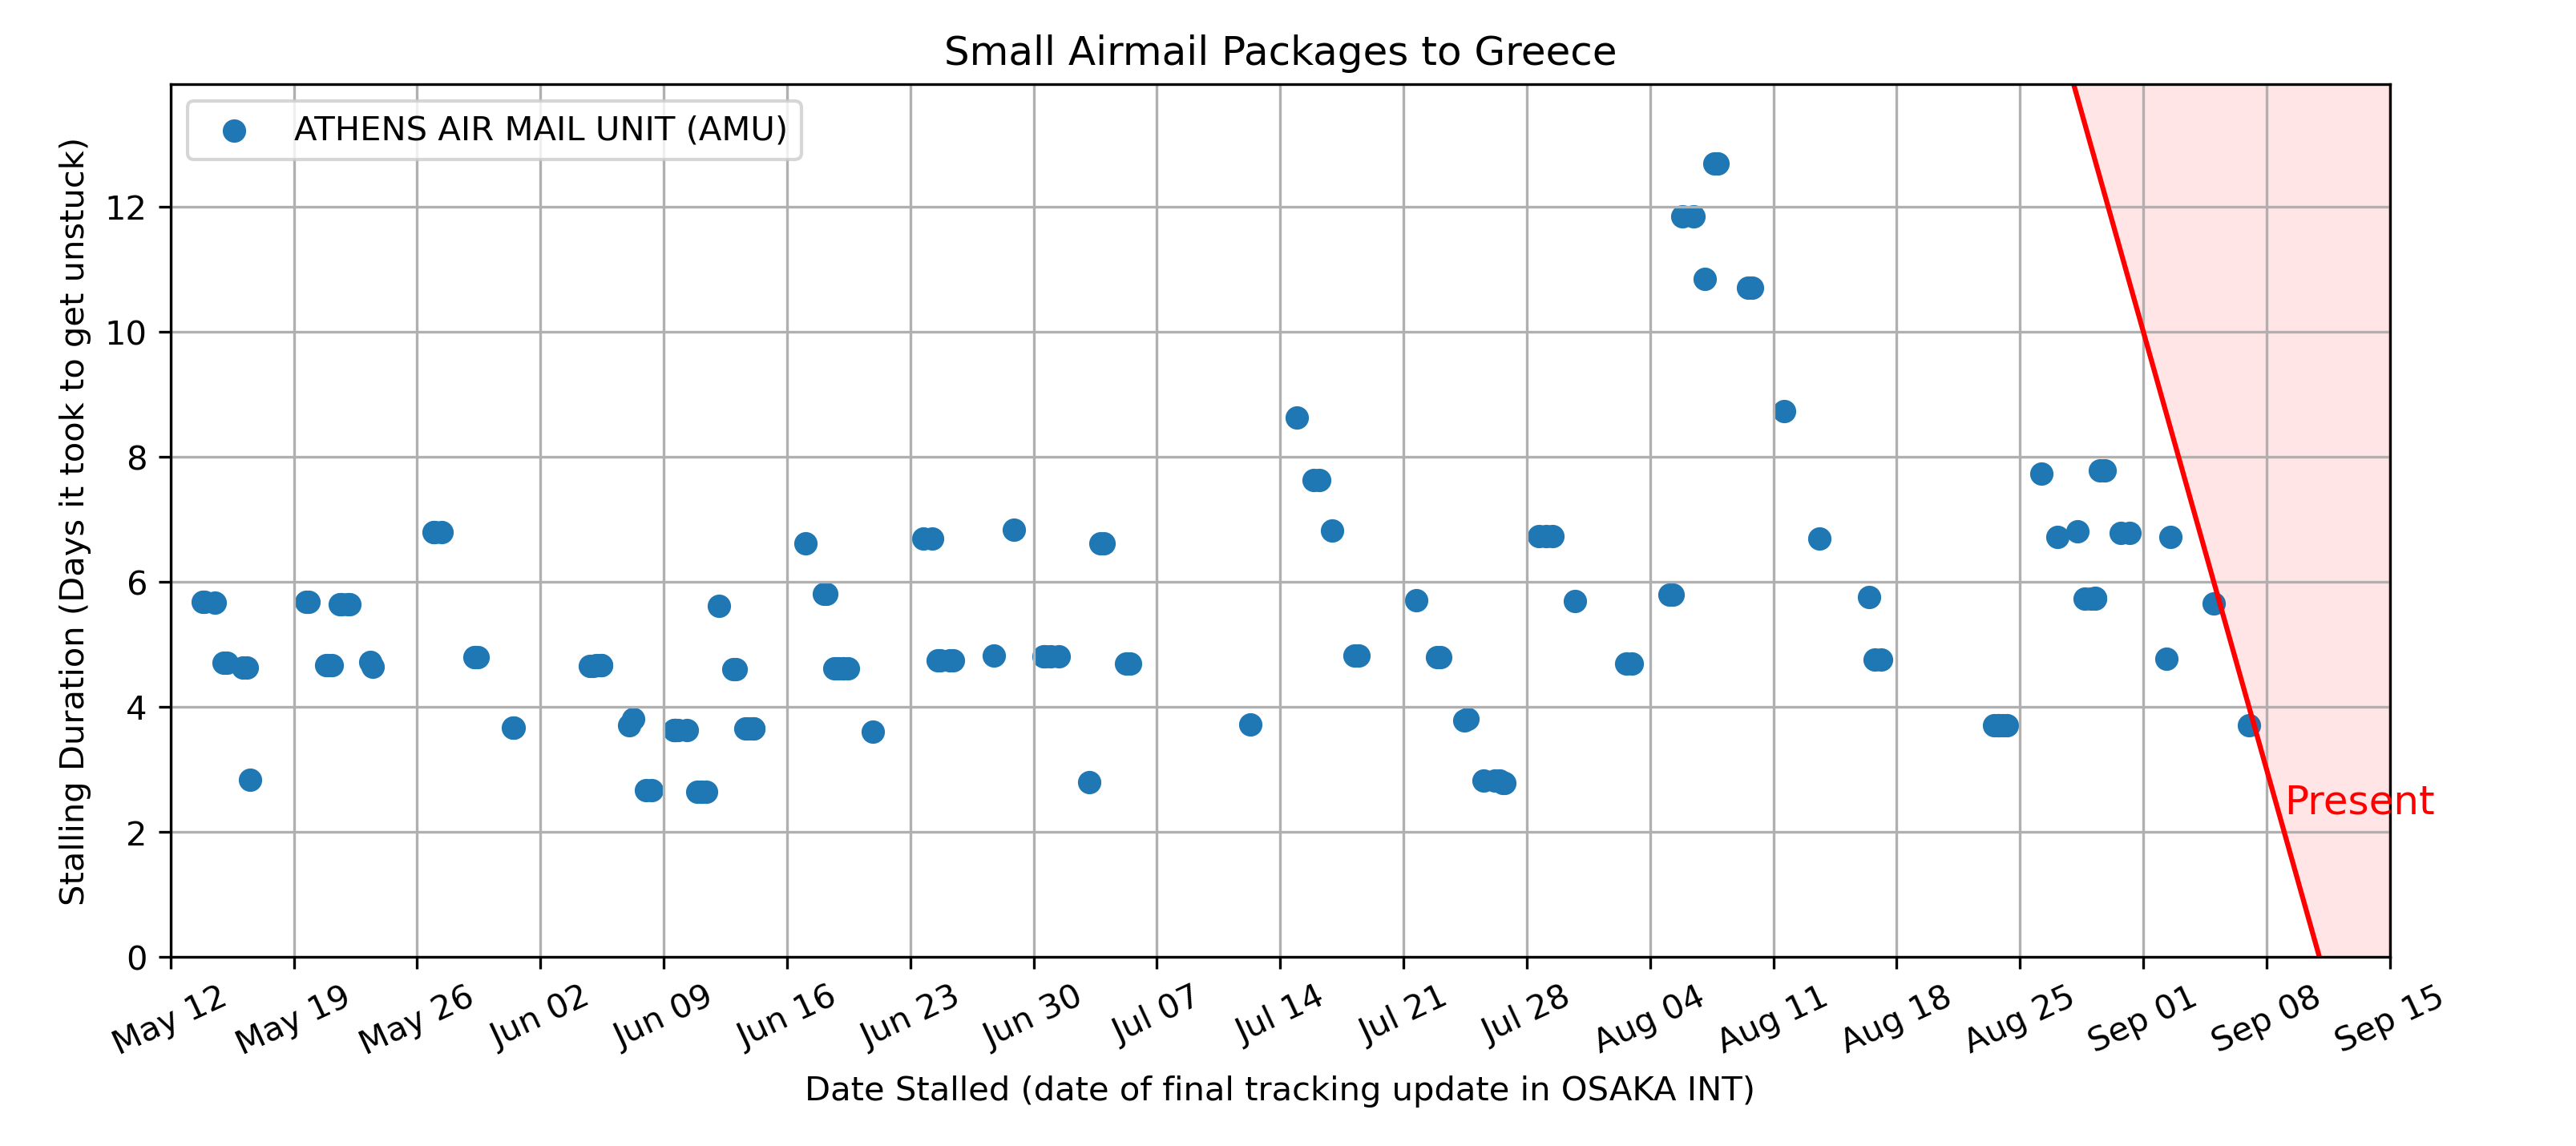 Small Airmail Packages to Greece
ATHENS AIR MAIL UNIT (AMU)
Stalling Duration (Days it took to get unstuck)
12
10
8
6
4
2
0
Present
May 12
May 19
May 26
Jun 02
Jun 09
Jun 16
Jun 23
Jun 30
Jul 07
Jul 14
Jul 21
Jul 28
Aug 04
Aug 11
Aug 18
Aug 25
Sep 01
Sep 08
Sep 15
Date Stalled (date of final tracking update in OSAKA INT)